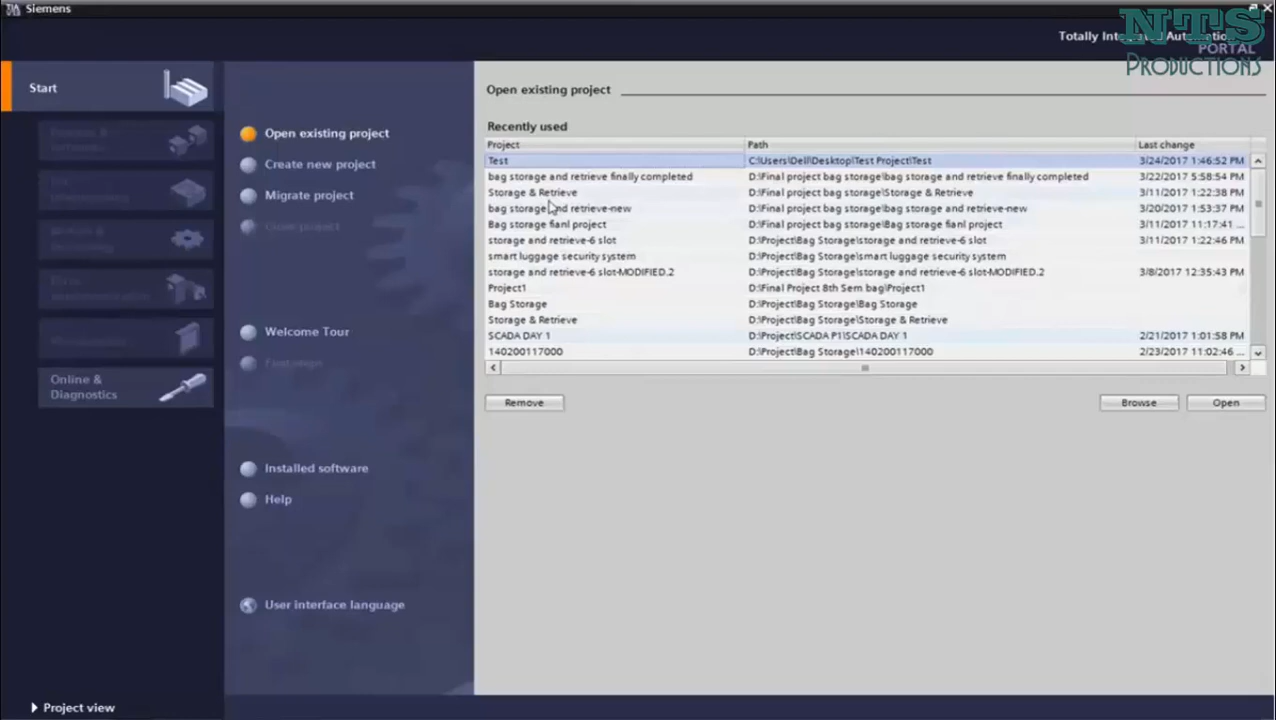 Siemens
Totally Integrated Automation
PORTAL
NTS
PRODUCTIONS
Start
Online &
Diagnostics
Open existing project
Create new project
Migrate project
Close project
Welcome Tour
First steps
Installed software
Help
User interface language
Open existing project
Recently used
Project Path Last change
Test C:\Users\Dell\Desktop\Test Project\Test 3/24/2017 1:46:52 PM
bag storage and retrieve finally completed D:\Final project bag storage\bag storage and retrieve finally completed 3/22/2017 5:58:54 PM
Storage & Retrieve D:\Final project bag storage\Storage & Retrieve 3/11/2017 1:22:38 PM
bag storage and retrieve-new D:\Final project bag storage\bag storage and retrieve-new 3/20/2017 1:53:37 PM
Bag storage fianl project D:\Final project bag storage\Bag storage fianl project 3/11/2017 11:17:41 ...
storage and retrieve-6 slot D:\Project\Bag Storage\storage and retrieve-6 slot 3/11/2017 1:22:46 PM
smart luggage security system D:\Project\Bag Storage\smart luggage security system
storage and retrieve-6 slot-MODIFIED.2 D:\Project\Bag Storage\storage and retrieve-6 slot-MODIFIED.2 3/8/2017 12:35:43 PM
Project1 D:\Final Project 8th Sem bag\Project1
Bag Storage D:\Project\Bag Storage\Bag Storage
Storage & Retrieve D:\Project\Bag Storage\Storage & Retrieve
SCADA DAY 1 D:\Project\SCADA P1\SCADA DAY 1 2/21/2017 1:01:58 PM
140200117000 D:\Project\Bag Storage\140200117000 2/23/2017 11:02:46 ...
Remove Browse Open
Project view